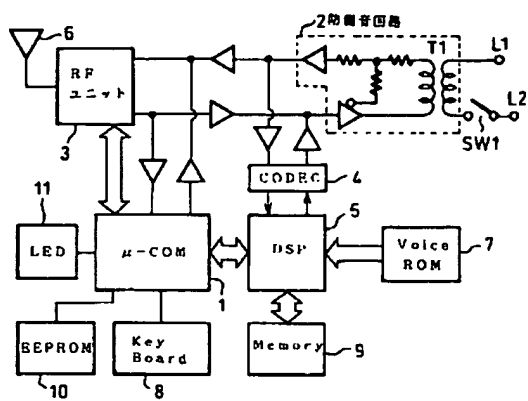 6
2防側音回路
T1
L1
L2
SW1
RF
ユニット
3
CODEC
4
11
5
LED
μ-COM
DSP
Voice
ROM
7
1
EEPROM
Key
Board
Memory
9
10
8